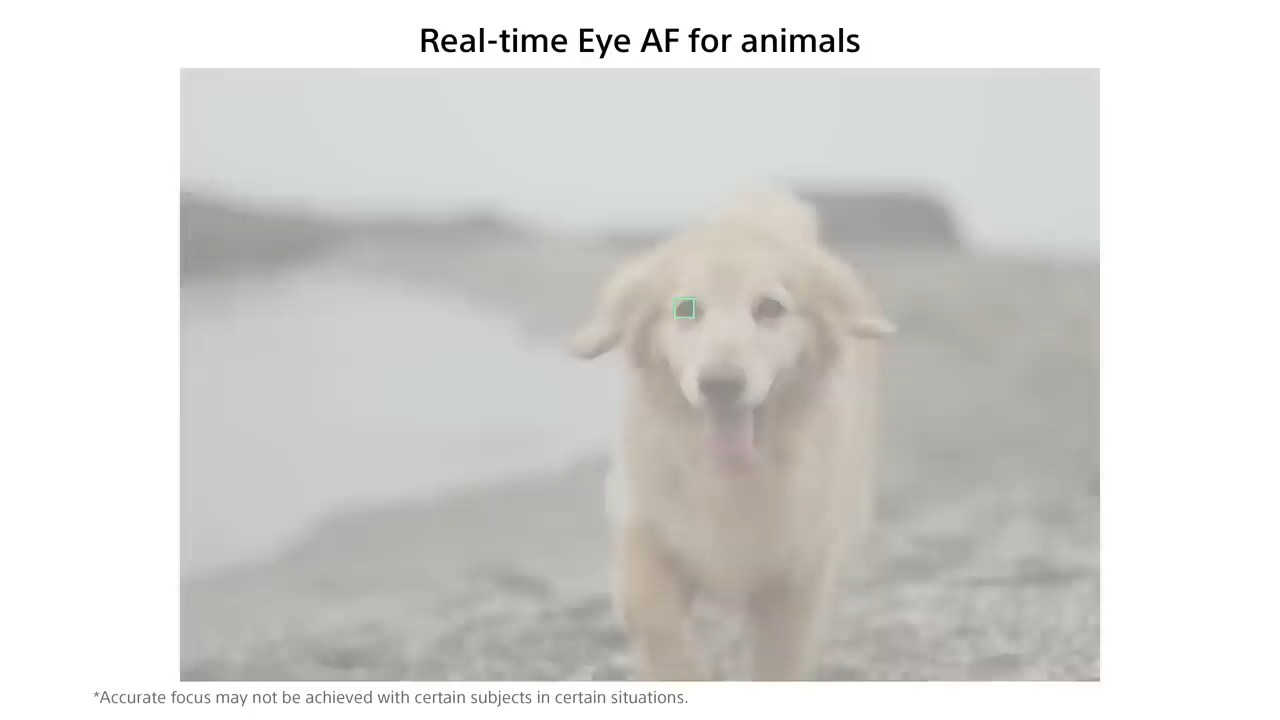 Real-time Eye AF for animals
*Accurate focus may not be achieved with certain subjects in certain situations.